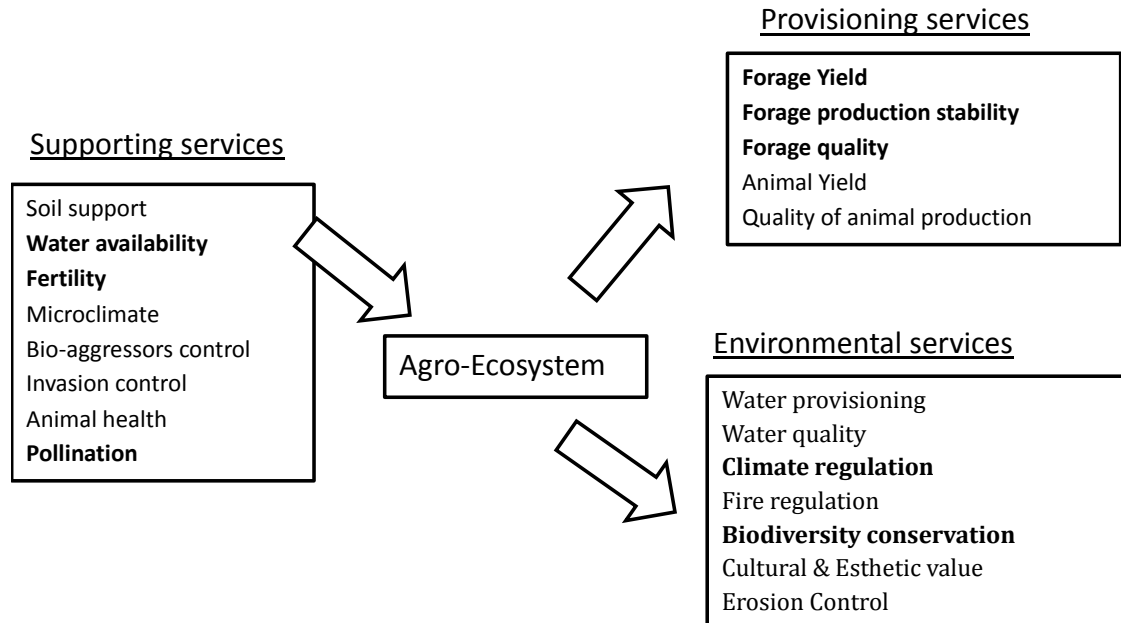 Provisioning services
Forage Yield
Forage production stability
Forage quality
Animal Yield
Quality of animal production
Supporting services
Soil support
Water availability
Fertility
Microclimate
Bio-aggressors control
Invasion control
Animal health
Pollination
Agro-Ecosystem
Environmental services
Water provisioning
Water quality
Climate regulation
Fire regulation
Biodiversity conservation
Cultural & Esthetic value
Erosion Control